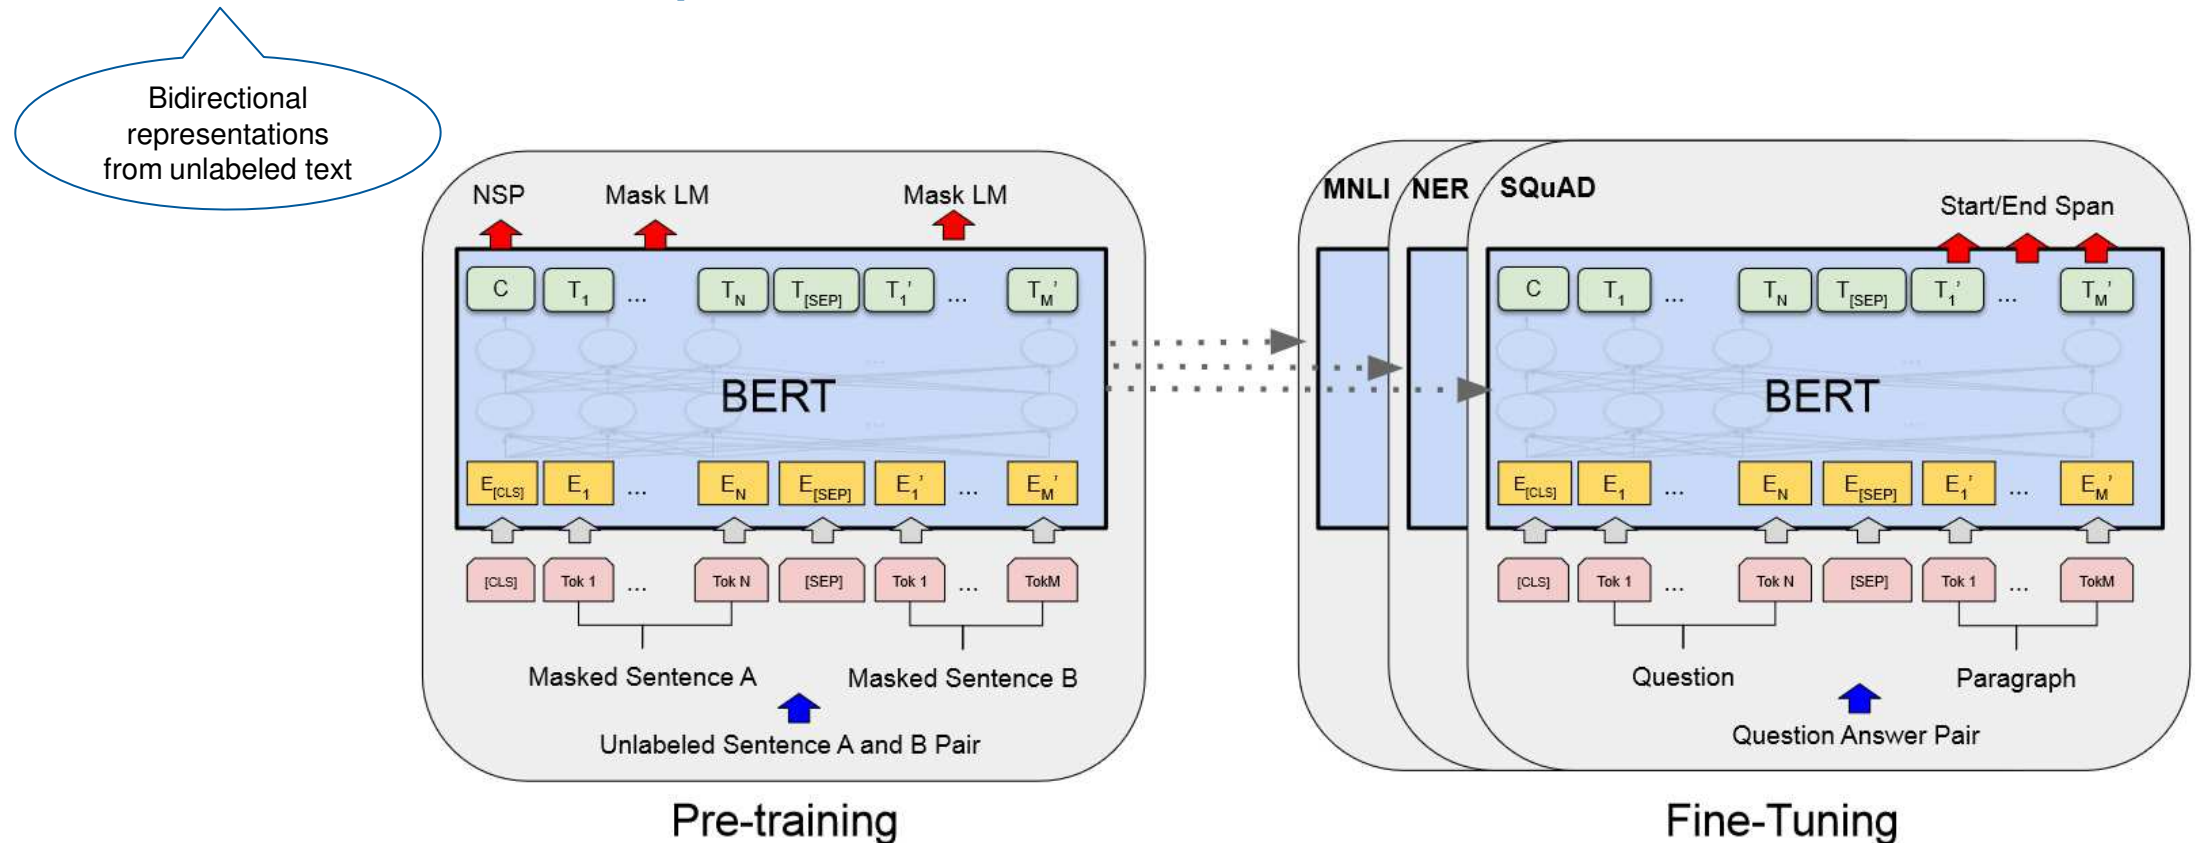 Bidirectional
representations
from unlabeled text
NSP
Mask LM
Mask LM
C
T1
...
TN
T[SEP]
T1’
...
TM’
...
BERT
...
E[CLS]
E1
...
EN
E[SEP]
E1’
...
EM’
[CLS]
Tok 1
...
Tok N
[SEP]
Tok 1
...
TokM
Masked Sentence A
Masked Sentence B
Unlabeled Sentence A and B Pair
Pre-training
MNLI
NER
SQuAD
Start/End Span
C
T1
...
TN
T[SEP]
T1’
...
TM’
...
BERT
...
E[CLS]
E1
...
EN
E[SEP]
E1’
...
EM’
[CLS]
Tok 1
...
Tok N
[SEP]
Tok 1
...
TokM
Question
Paragraph
Question Answer Pair
Fine-Tuning